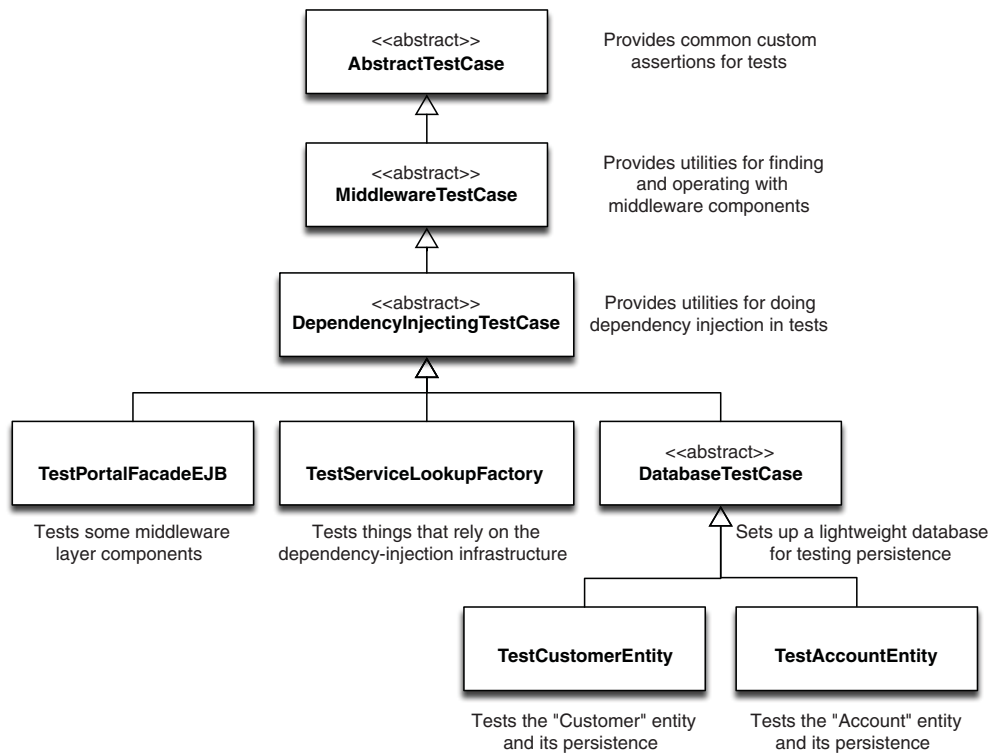 <<abstract>>
AbstractTestCase
Provides common custom
assertions for tests
<<abstract>>
MiddlewareTestCase
Provides utilities for finding
and operating with
middleware components
<<abstract>>
DependencyInjectingTestCase
Provides utilities for doing
dependency injection in tests
TestPortalFacadeEJB
Tests some middleware
layer components
TestServiceLookupFactory
Tests things that rely on the
dependency-injection infrastructure
<<abstract>>
DatabaseTestCase
Sets up a lightweight database
for testing persistence
TestCustomerEntity
Tests the "Customer" entity
and its persistence
TestAccountEntity
Tests the "Account" entity
and its persistence